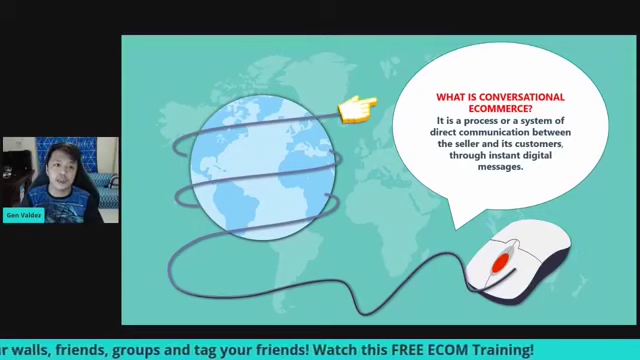 WHAT IS CONVERSATIONAL
ECOMMERCE?
It is a process or a system of
direct communication between
the seller and its customers,
through instant digital
messages.
Gen Valdez
walls, friends, groups and tag your friends! Watch this FREE ECOM Training!